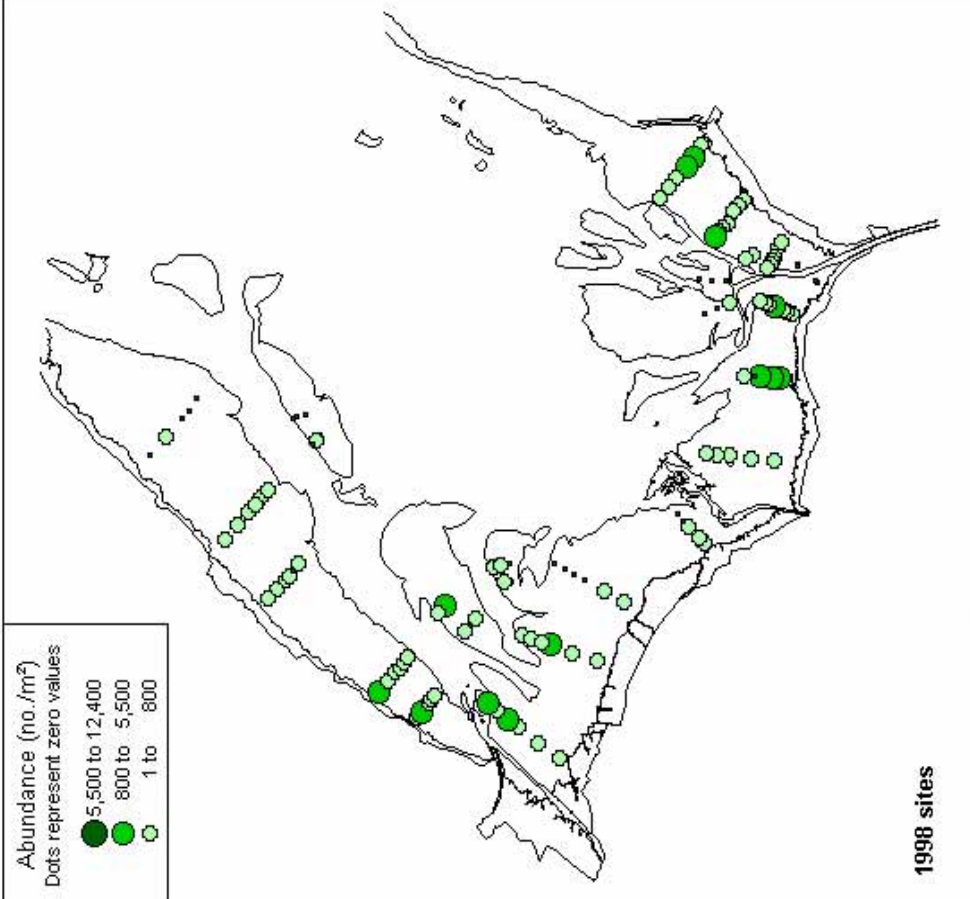 Abundance (no./m²)
Dots represent zero values
5,500 to 12,400
800 to 5,500
1 to 800
1998 sites